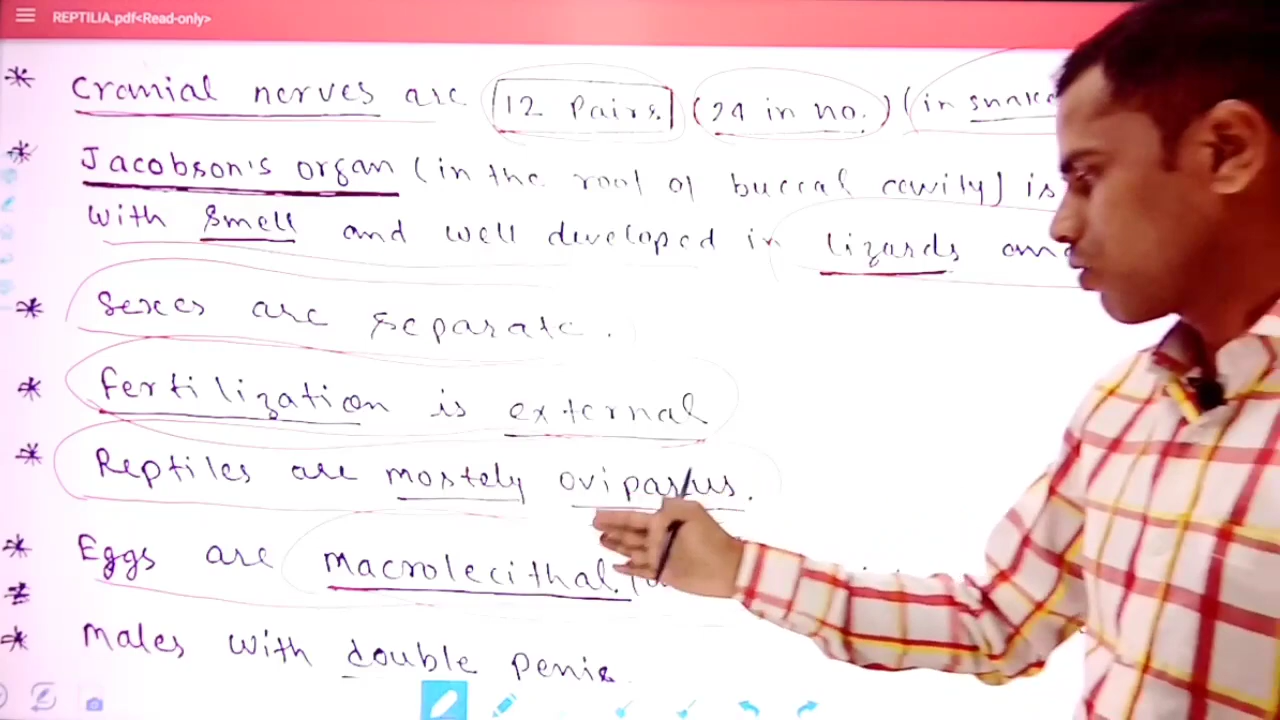 REPTILIA.pdf<Read-only>
* Cranial nerves are 12 Pairs. (24 in no.) (in snake
* Jacobson's organ (in the roof of buccal cavity) is
with smell and well developed in lizards and
* Sexes are separate.
* Fertilization is external
* Reptiles are mostely oviparus.
* Eggs are macrolecithal.
* Males with double penis.